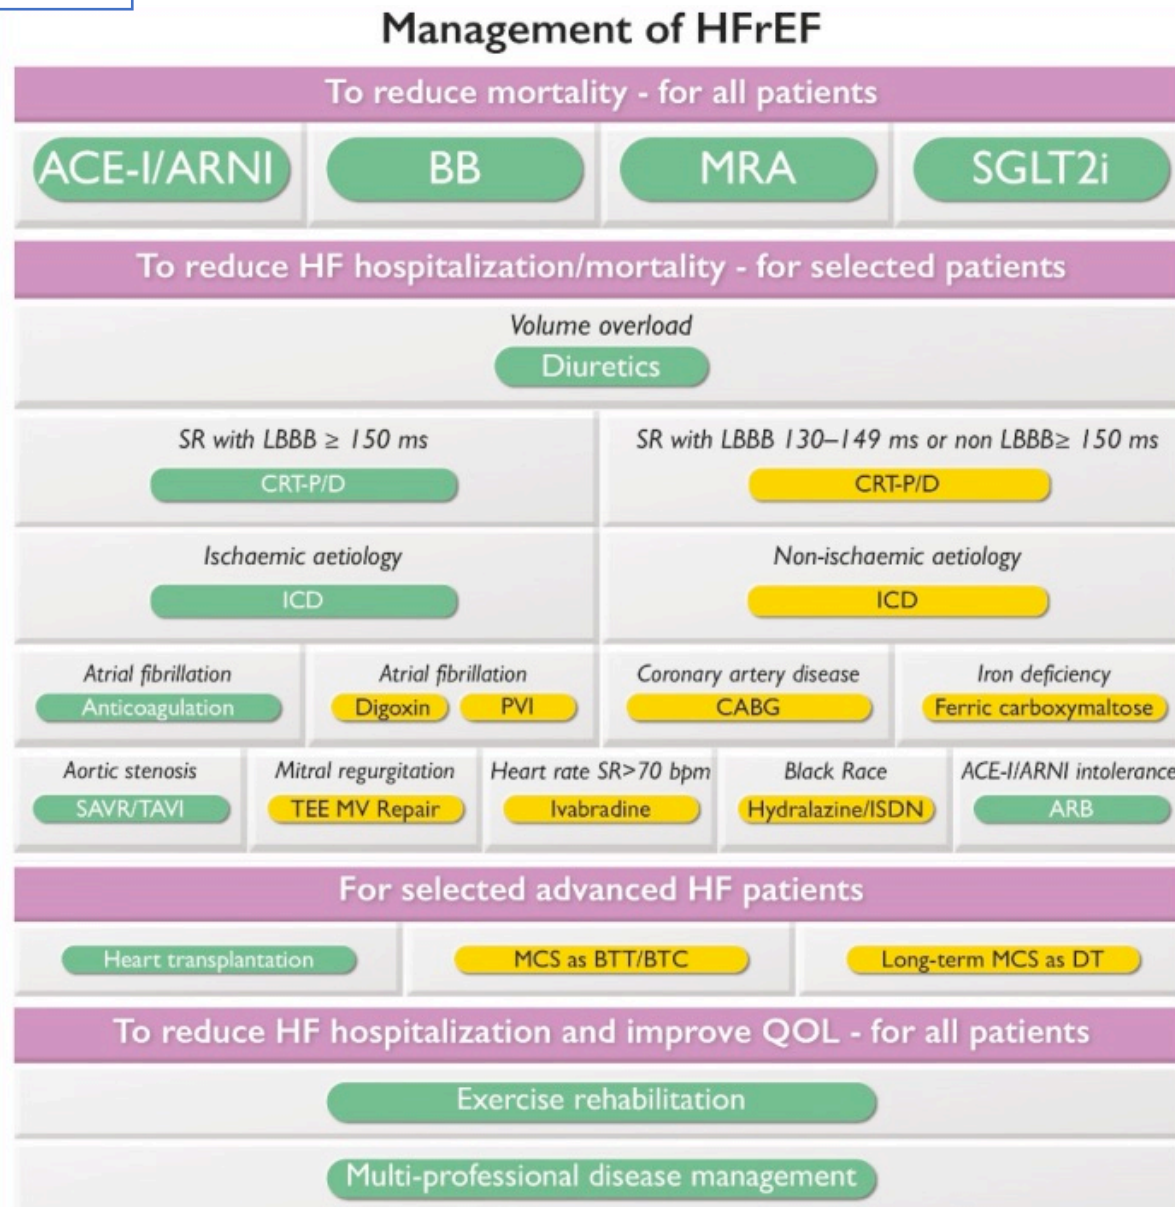 Management of HFrEF
To reduce mortality - for all patients
ACE-I/ARNI
BB
MRA
SGLT2i
To reduce HF hospitalization/mortality - for selected patients
Volume overload
Diuretics
SR with LBBB ≥ 150 ms
CRT-P/D
SR with LBBB 130–149 ms or non LBBB≥ 150 ms
CRT-P/D
Ischaemic aetiology
ICD
Non-ischaemic aetiology
ICD
Atrial fibrillation
Anticoagulation
Atrial fibrillation
Digoxin
PVI
Coronary artery disease
CABG
Iron deficiency
Ferric carboxymaltose
Aortic stenosis
SAVR/TAVI
Mitral regurgitation
TEE MV Repair
Heart rate SR>70 bpm
Ivabradine
Black Race
Hydralazine/ISDN
ACE-I/ARNI intolerance
ARB
For selected advanced HF patients
Heart transplantation
MCS as BTT/BTC
Long-term MCS as DT
To reduce HF hospitalization and improve QOL - for all patients
Exercise rehabilitation
Multi-professional disease management